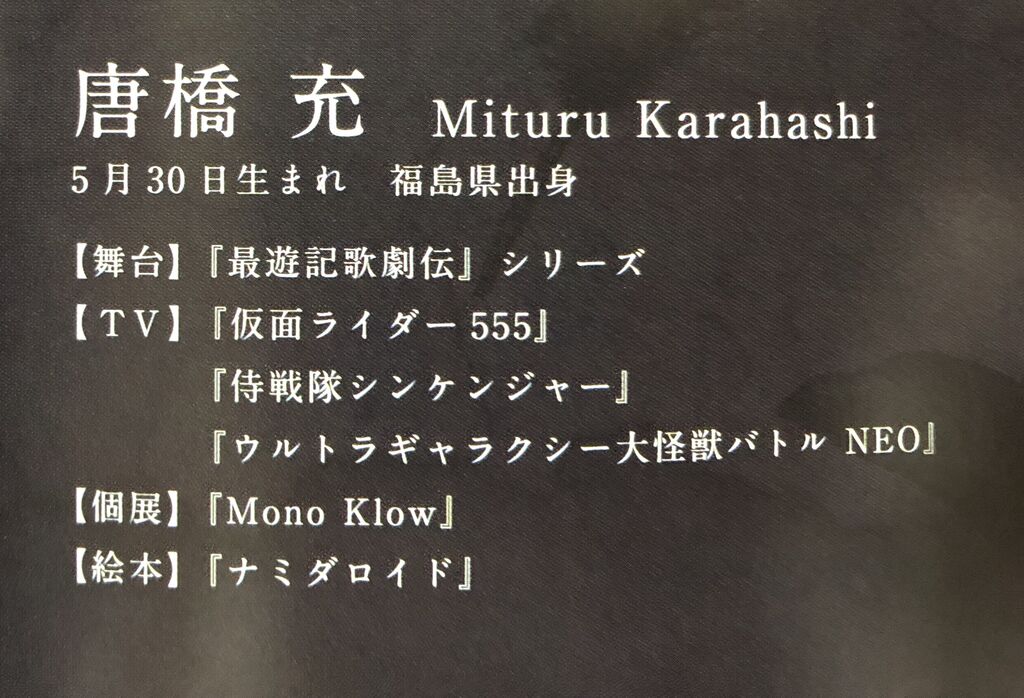 唐橋 充 Mituru Karahashi
5月30日生まれ 福島県出身
【舞台】『最遊記歌劇伝』シリーズ
【TV】『仮面ライダー555』
『侍戦隊シンケンジャー』
『ウルトラギャラクシー大怪獣バトル NEO』
【個展】『Mono Klow』
【絵本】『ナミダロイド』